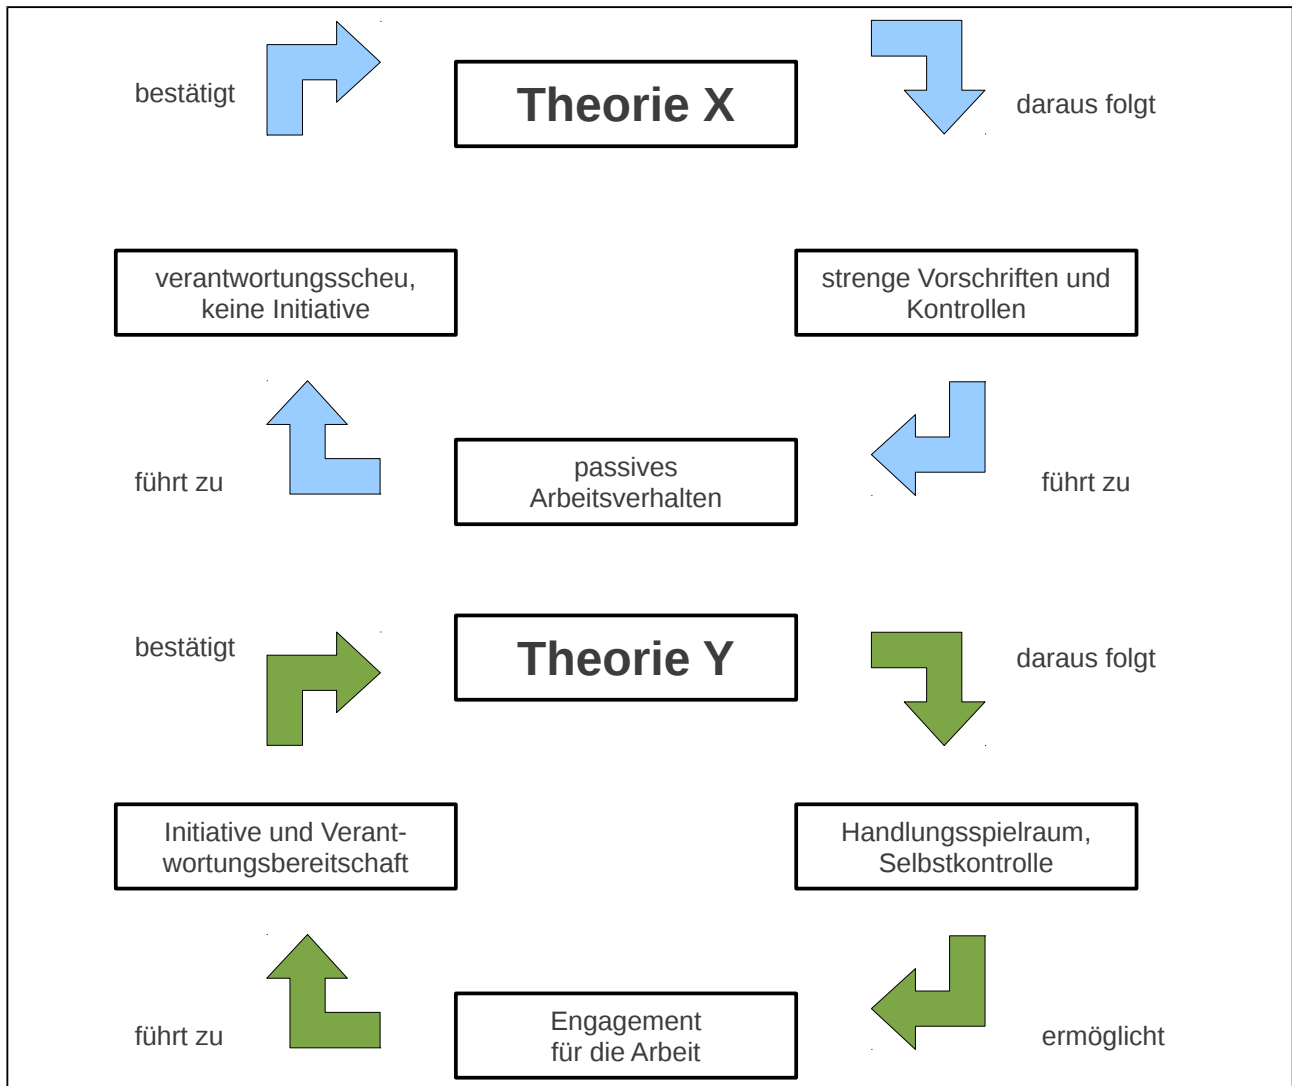 bestätigt
Theorie X
daraus folgt
verantwortungsscheu,
keine Initiative
strenge Vorschriften und
Kontrollen
führt zu
passives
Arbeitsverhalten
führt zu
bestätigt
Theorie Y
daraus folgt
Initiative und Verant-
wortungsbereitschaft
Handlungsspielraum,
Selbstkontrolle
führt zu
Engagement
für die Arbeit
ermöglicht